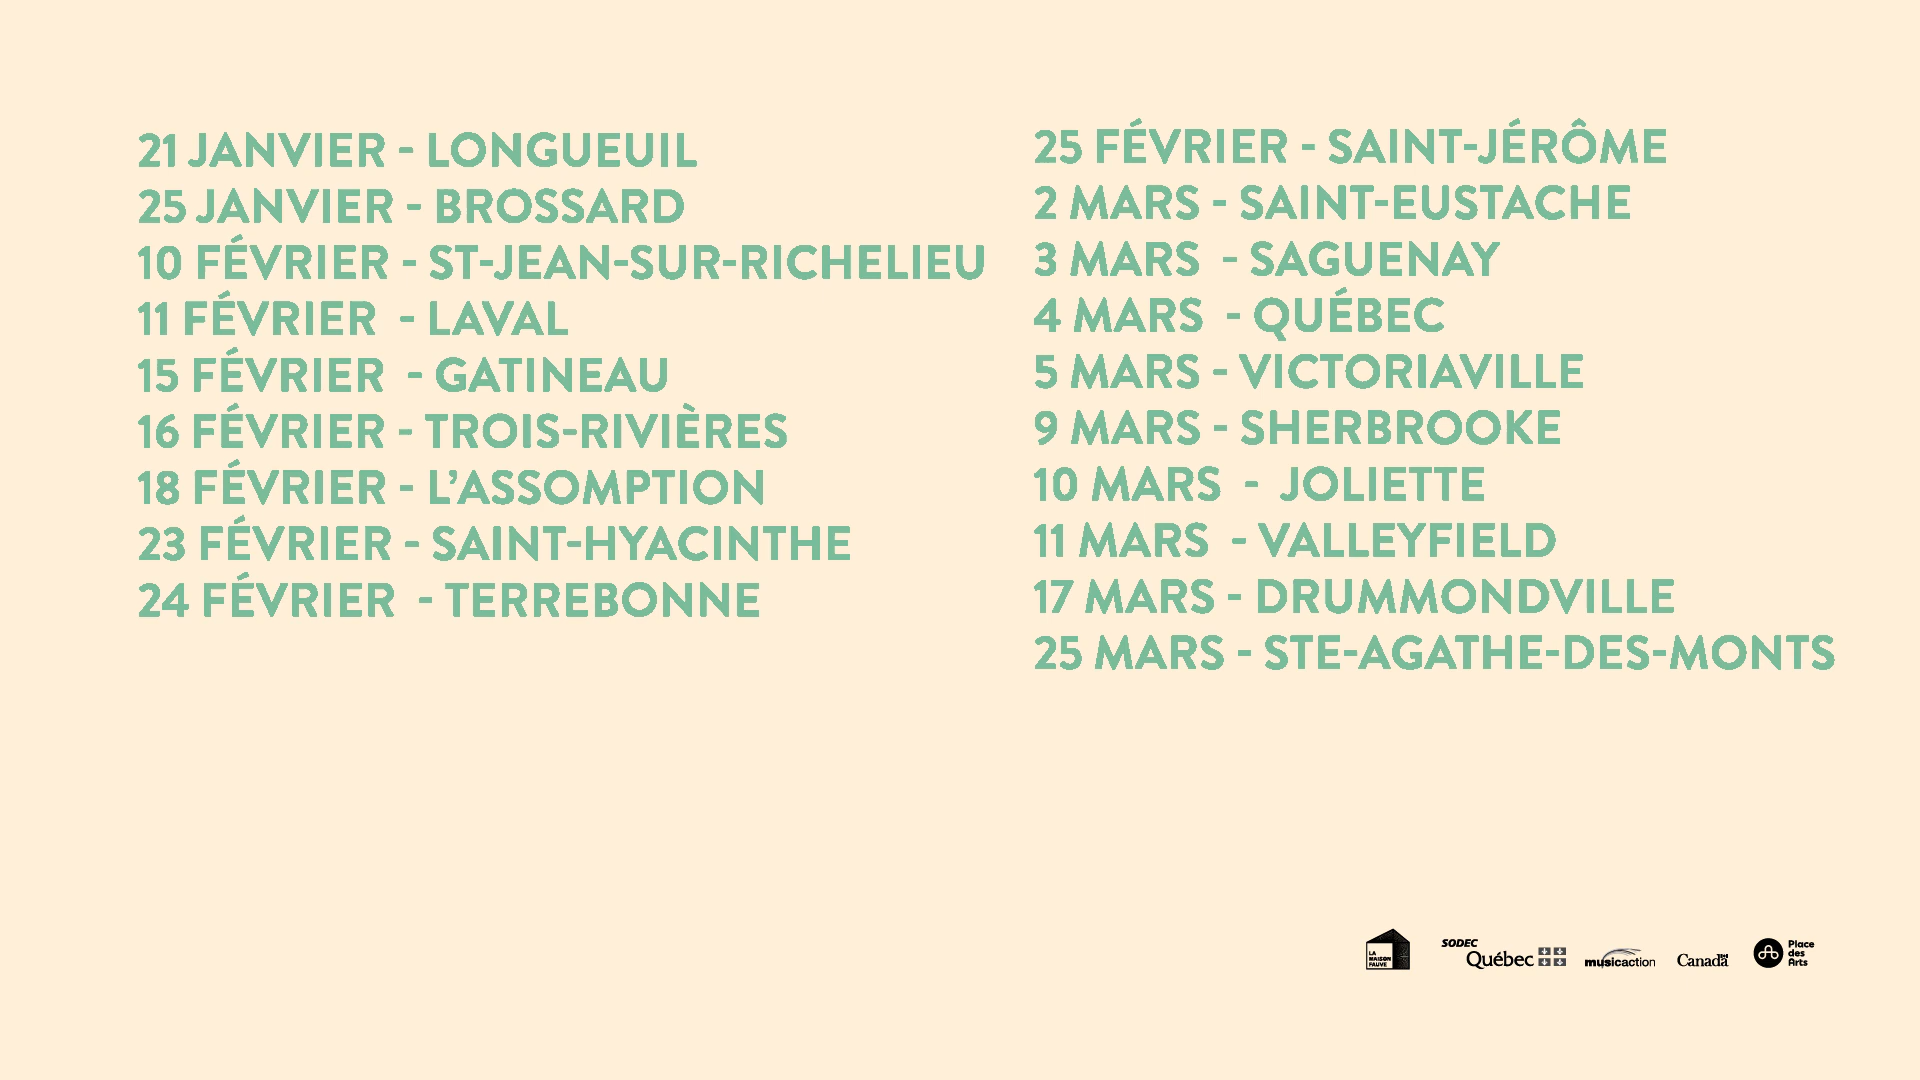 21 JANVIER - LONGUEUIL
25 JANVIER - BROSSARD
10 FÉVRIER - ST-JEAN-SUR-RICHELIEU
11 FÉVRIER - LAVAL
15 FÉVRIER - GATINEAU
16 FÉVRIER - TROIS-RIVIÈRES
18 FÉVRIER - L’ASSOMPTION
23 FÉVRIER - SAINT-HYACINTHE
24 FÉVRIER - TERREBONNE
25 FÉVRIER - SAINT-JÉRÔME
2 MARS - SAINT-EUSTACHE
3 MARS - SAGUENAY
4 MARS - QUÉBEC
5 MARS - VICTORIAVILLE
9 MARS - SHERBROOKE
10 MARS - JOLIETTE
11 MARS - VALLEYFIELD
17 MARS - DRUMMONDVILLE
25 MARS - STE-AGATHE-DES-MONTS
LA
MAISON
FAUVE
SODEC
Québec
musicaction
Canada
Place
des
Arts